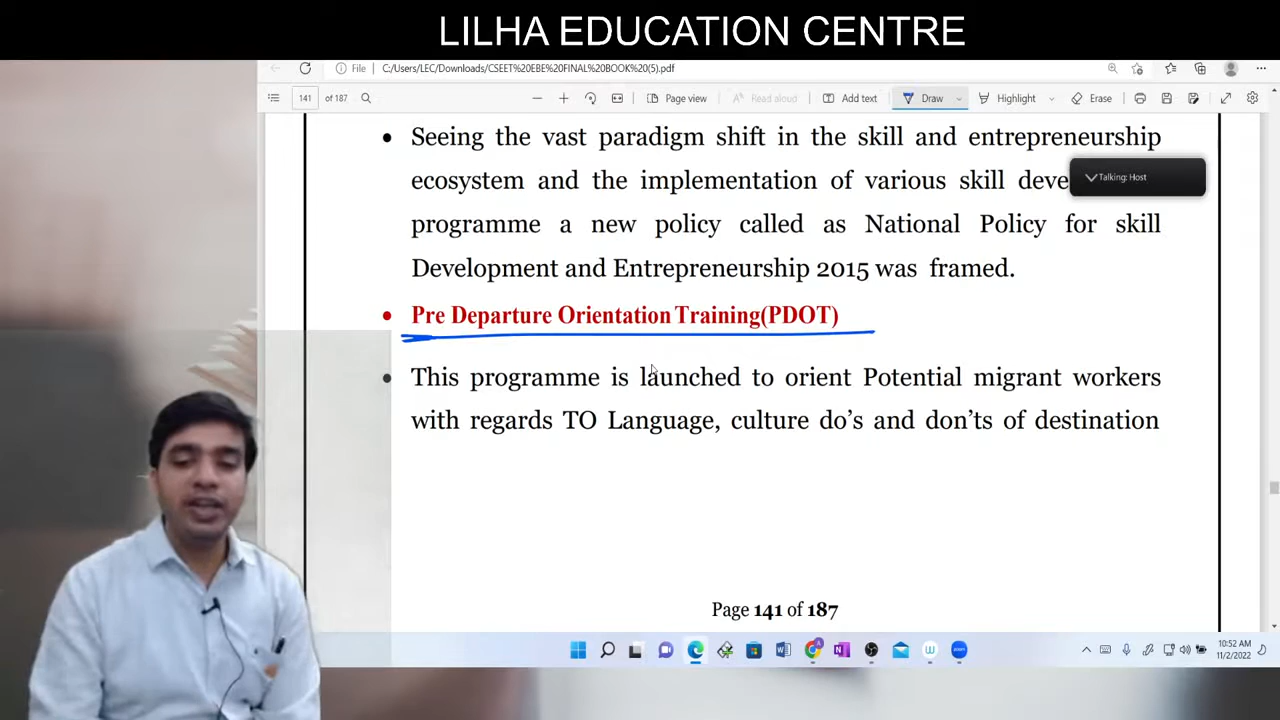 LILHA EDUCATION CENTRE
File C:/Users/LEC/Downloads/CSEET%20EBE%20FINAL%20BOOK%20(5).pdf
141 of 187 Page view Read aloud Add text Draw Highlight Erase
Seeing the vast paradigm shift in the skill and entrepreneurship
ecosystem and the implementation of various skill deve
Talking: Host
programme a new policy called as National Policy for skill
Development and Entrepreneurship 2015 was framed.
Pre Departure Orientation Training(PDOT)
This programme is launched to orient Potential migrant workers
with regards TO Language, culture do's and don'ts of destination
Page 141 of 187
10:52 AM
11/2/2022